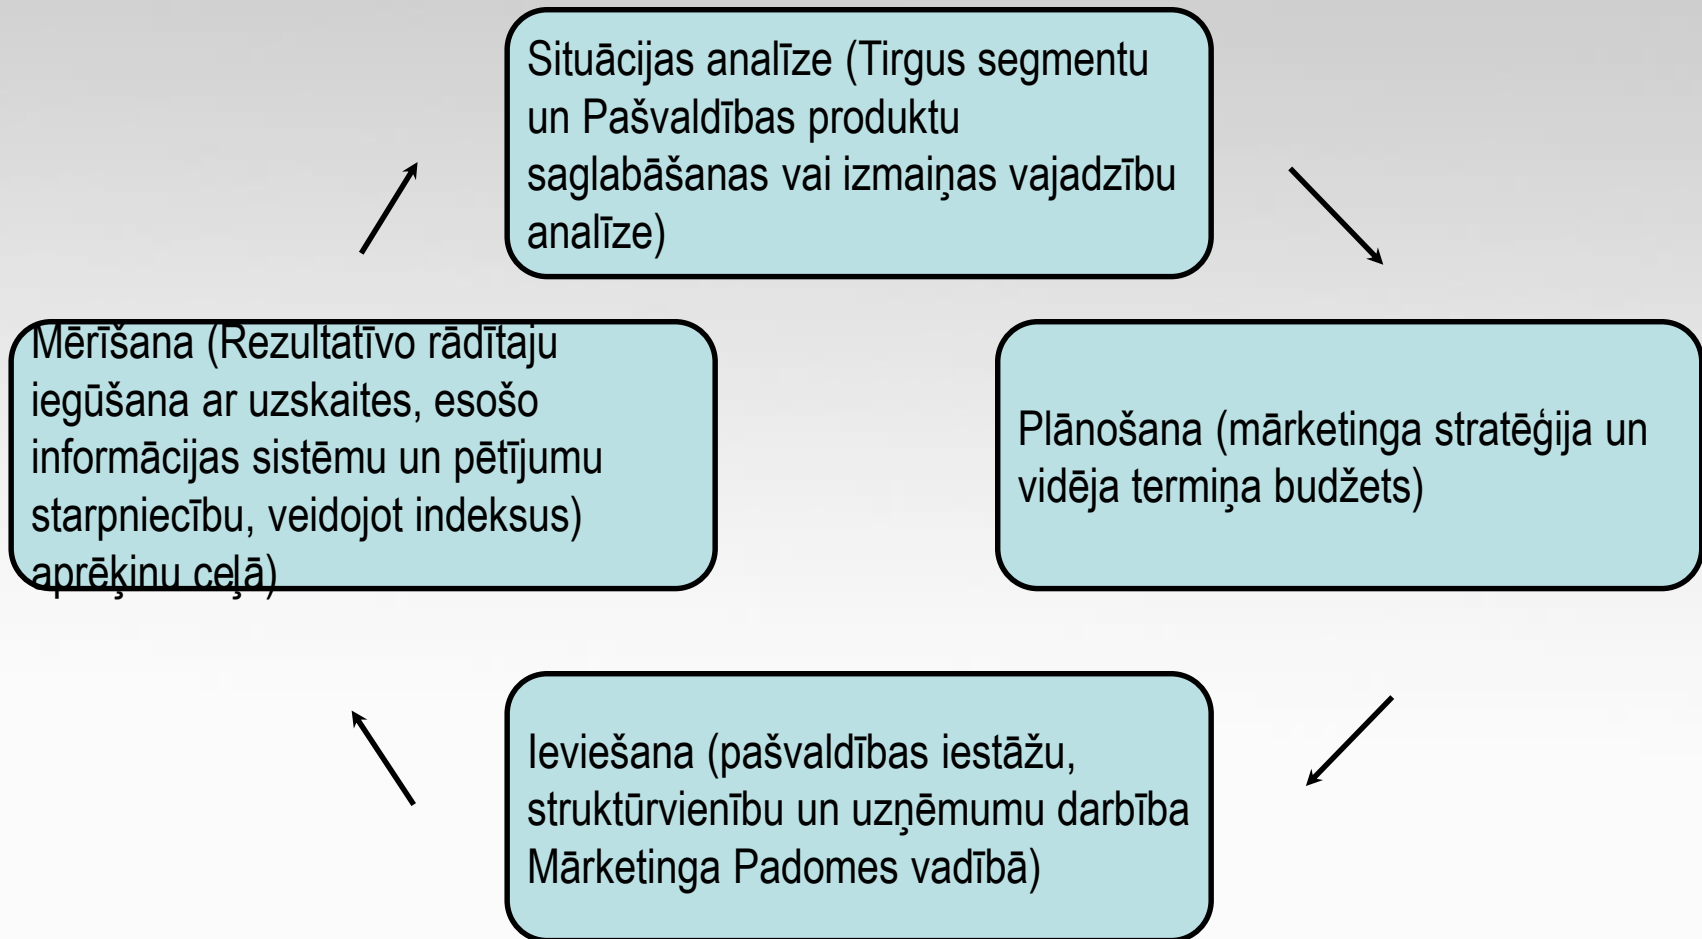 Situācijas analīze (Tirgus segmentu
un Pašvaldības produktu
saglabāšanas vai izmaiņas vajadzību
analīze)
Mērīšana (Rezultatīvo rādītaju
iegūšana ar uzskaites, esošo
informācijas sistēmu un pētījumu
starpniecību, veidojot indeksus)
aprēķinu ceļā)
Plānošana (mārketinga stratēģija un
vidēja termiņa budžets)
Ieviešana (pašvaldības iestāžu,
struktūrvienību un uzņēmumu darbība
Mārketinga Padomes vadībā)